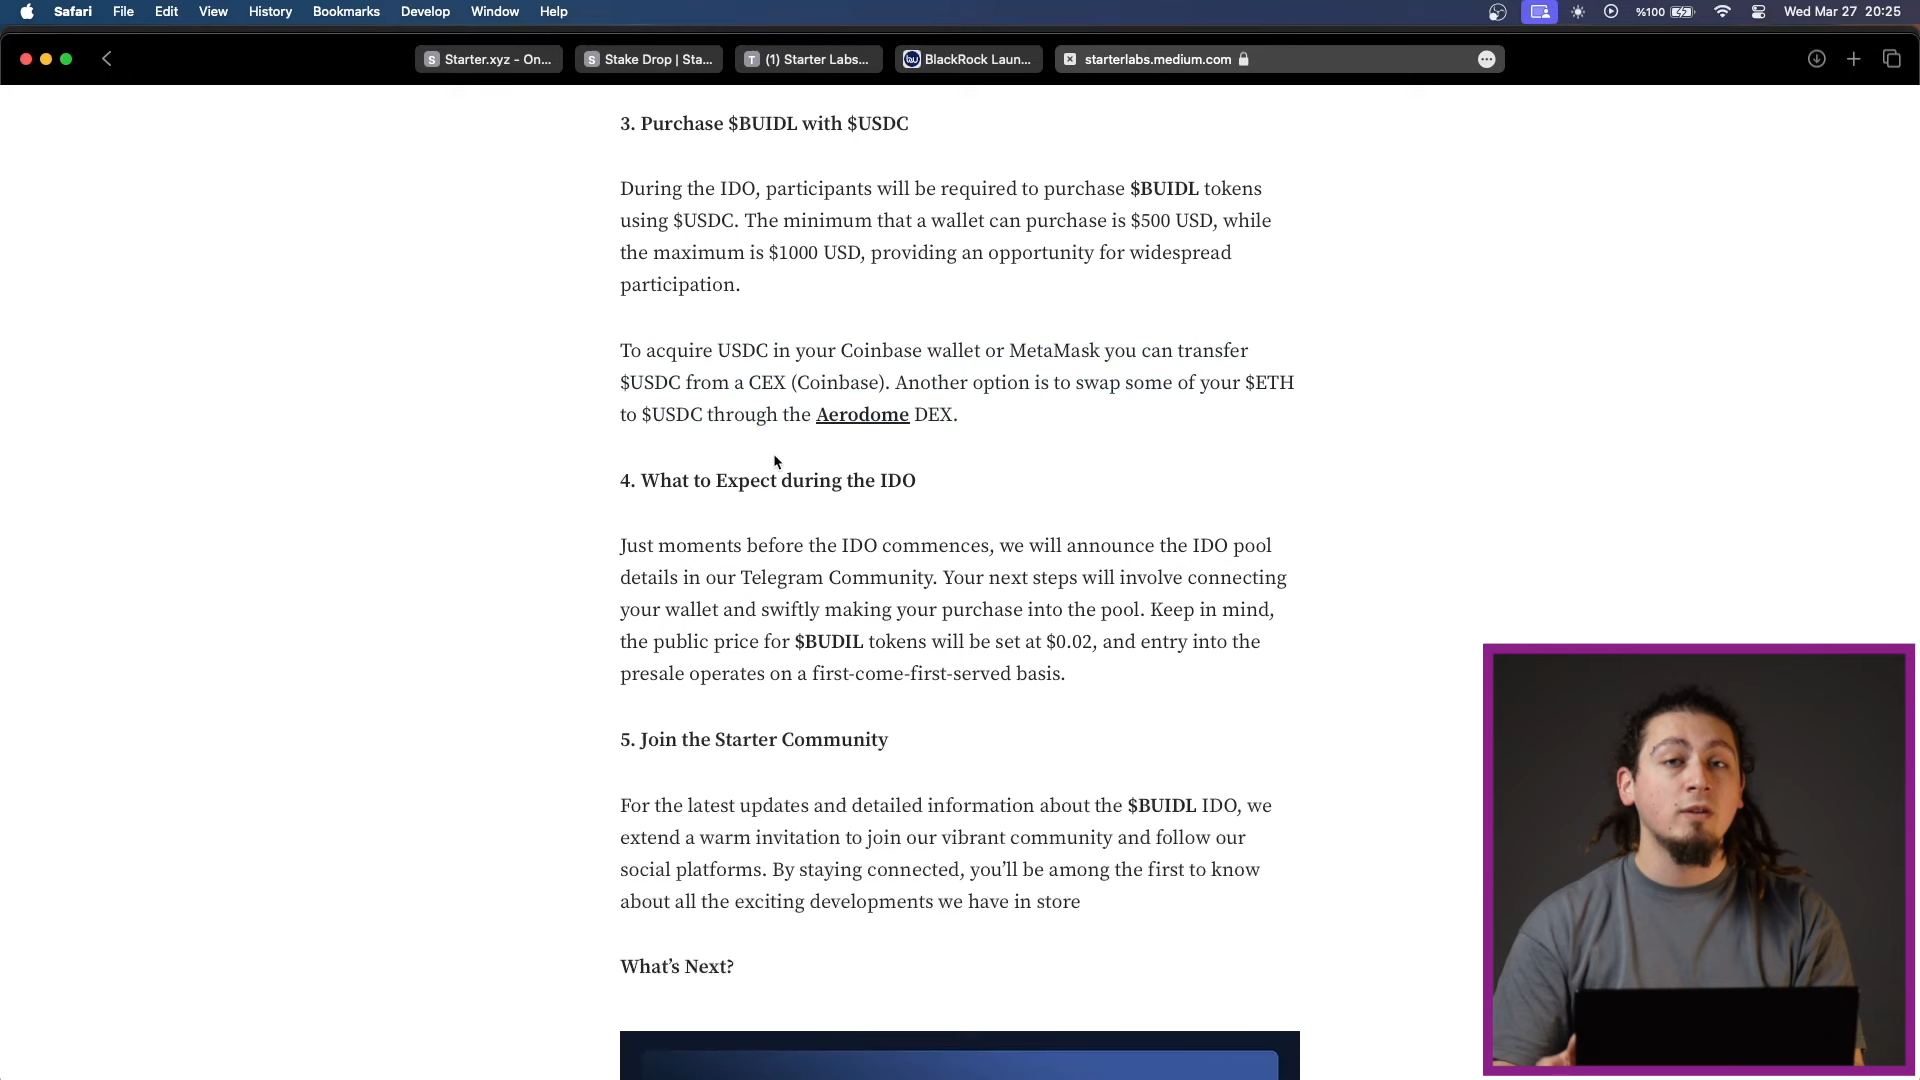 Safari File Edit View History Bookmarks Develop Window Help %100 Wed Mar 27 20:25
S Starter.xyz - On... S Stake Drop | Sta... T (1) Starter Labs... BlackRock Laun... starterlabs.medium.com
3. Purchase $BUIDL with $USDC
During the IDO, participants will be required to purchase $BUIDL tokens
using $USDC. The minimum that a wallet can purchase is $500 USD, while
the maximum is $1000 USD, providing an opportunity for widespread
participation.
To acquire USDC in your Coinbase wallet or MetaMask you can transfer
$USDC from a CEX (Coinbase). Another option is to swap some of your $ETH
to $USDC through the Aerodome DEX.
4. What to Expect during the IDO
Just moments before the IDO commences, we will announce the IDO pool
details in our Telegram Community. Your next steps will involve connecting
your wallet and swiftly making your purchase into the pool. Keep in mind,
the public price for $BUDIL tokens will be set at $0.02, and entry into the
presale operates on a first-come-first-served basis.
5. Join the Starter Community
For the latest updates and detailed information about the $BUIDL IDO, we
extend a warm invitation to join our vibrant community and follow our
social platforms. By staying connected, you’ll be among the first to know
about all the exciting developments we have in store
What’s Next?